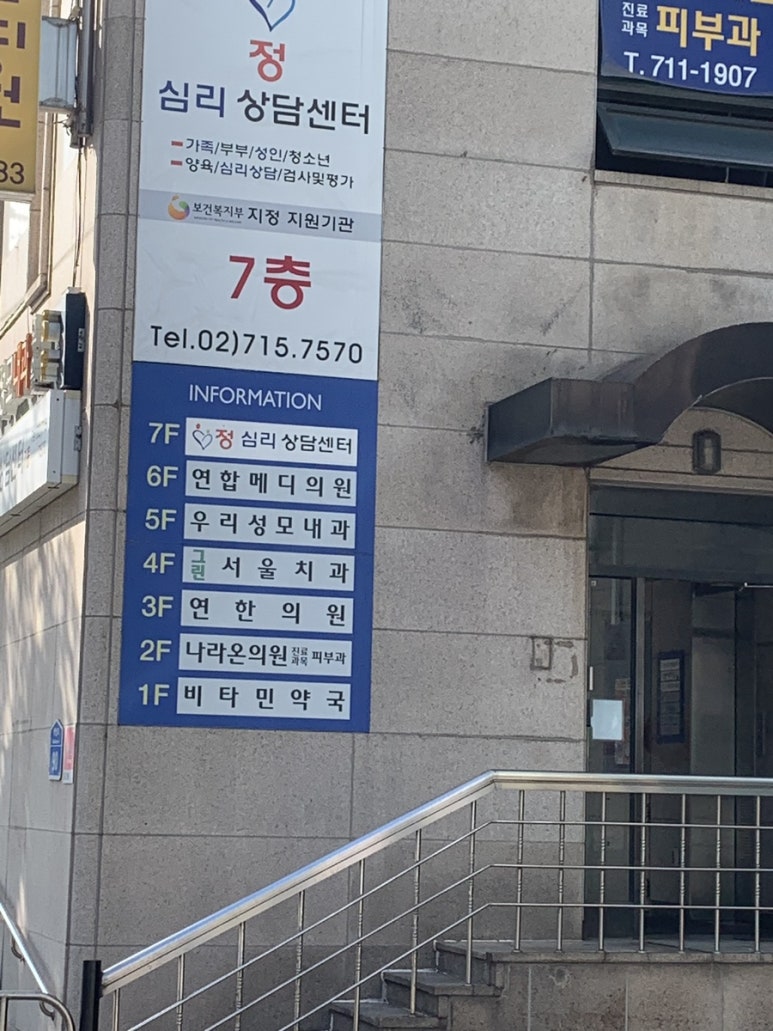 정
심리 상담센터
가족/부부/성인/청소년
양육/심리상담/검사및평가
보건복지부 지정 지원기관
7층
Tel.02)715.7570
INFORMATION
7F 정 심리 상담센터
6F 연합메디의원
5F 우리성모내과
4F 그린 서울치과
3F 연한의원
2F 나라온의원 진료과목 피부과
1F 비타민약국
진료과목 피부과
T. 711-1907
원
33